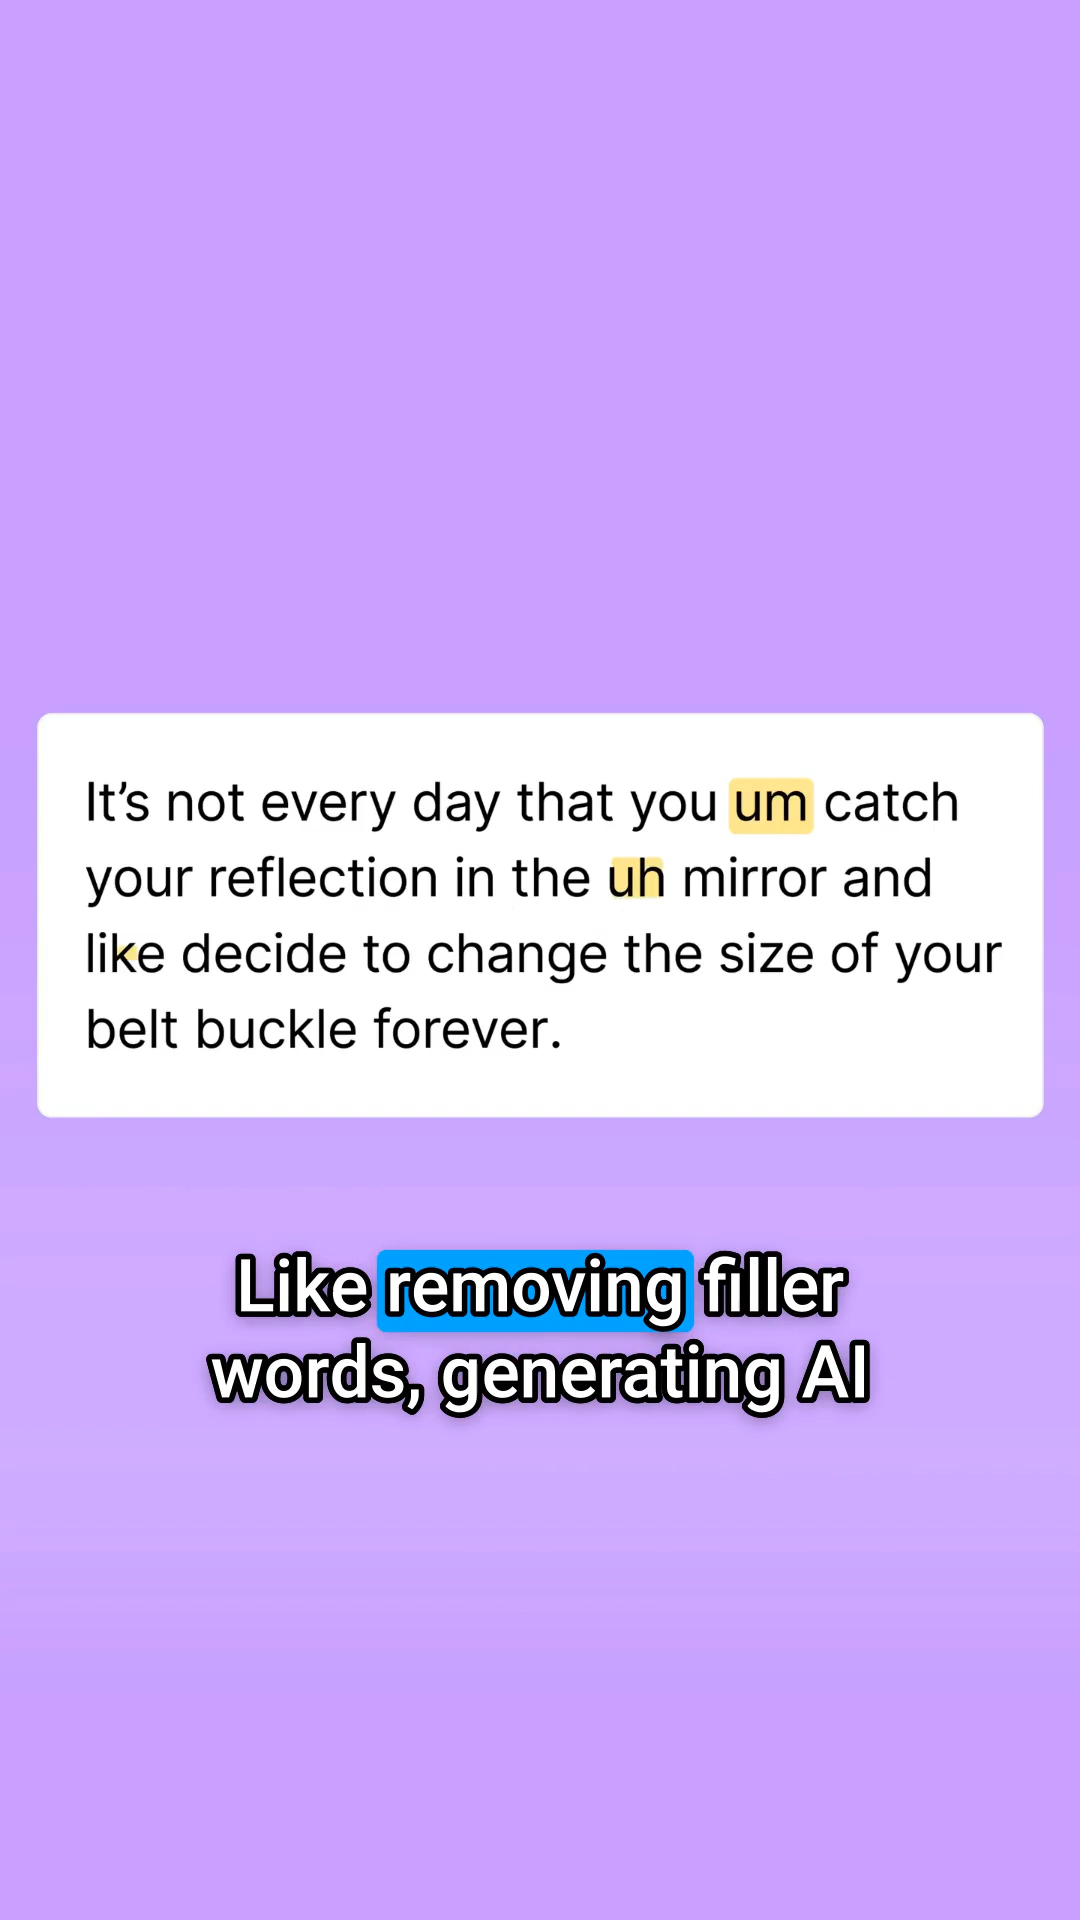 It’s not every day that you um catch
your reflection in the uh mirror and
like decide to change the size of your
belt buckle forever.
Like removing filler
words, generating AI